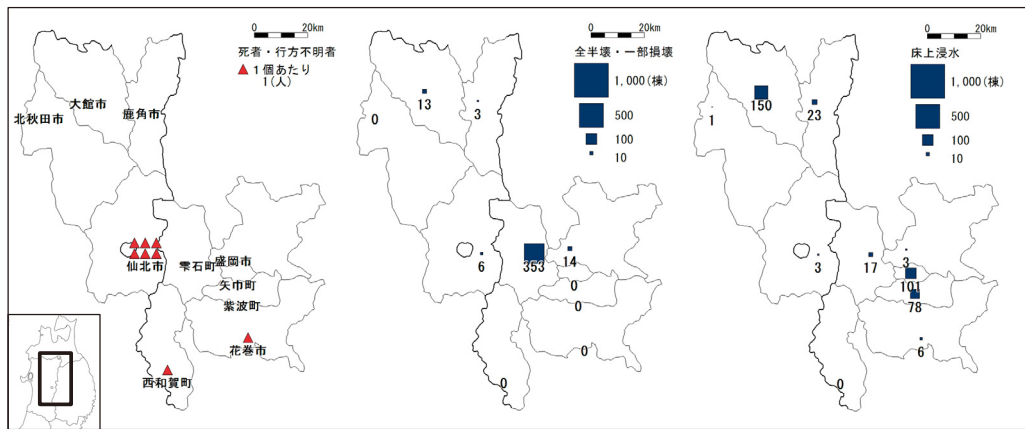 0 20km
死者・行方不明者
1個あたり
1(人)
大館市
鹿角市
北秋田市
仙北市
雫石町
盛岡市
矢巾町
紫波町
花巻市
西和賀町
0 20km
全半壊・一部損壊
1,000(棟)
500
100
10
13
3
0
6
353
14
0
0
0
0
0 20km
床上浸水
1,000(棟)
500
100
10
150
23
1
3
17
3
101
78
6
0